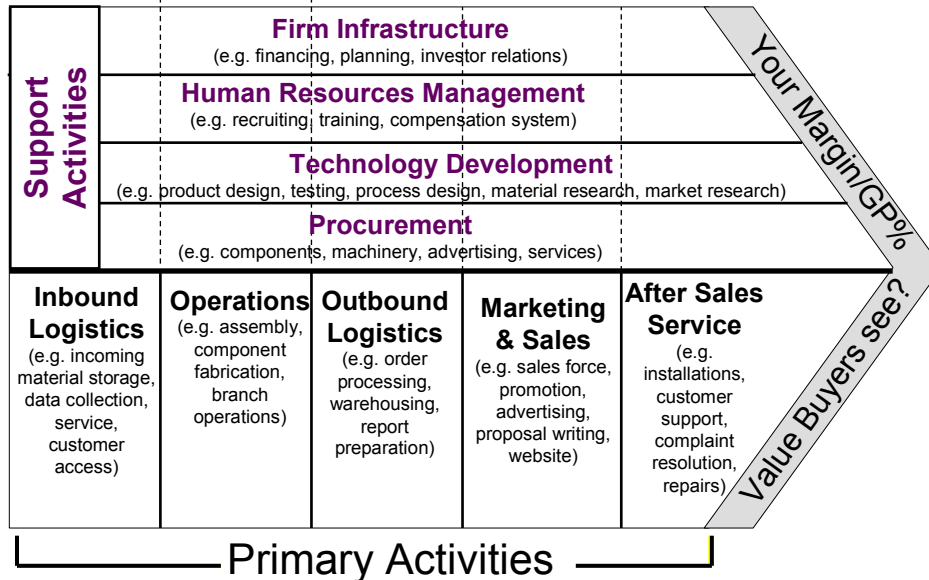 Support
Activities
Firm Infrastructure
(e.g. financing, planning, investor relations)
Human Resources Management
(e.g. recruiting, training, compensation system)
Technology Development
(e.g. product design, testing, process design, material research, market research)
Procurement
(e.g. components, machinery, advertising, services)
Your Margin/GP%
Value Buyers see?
Inbound
Logistics
(e.g. incoming
material storage,
data collection,
service,
customer
access)
Operations
(e.g. assembly,
component
fabrication,
branch
operations)
Outbound
Logistics
(e.g. order
processing,
warehousing,
report
preparation)
Marketing
& Sales
(e.g. sales force,
promotion,
advertising,
proposal writing,
website)
After Sales
Service
(e.g.
installations,
customer
support,
complaint
resolution,
repairs)
Primary Activities